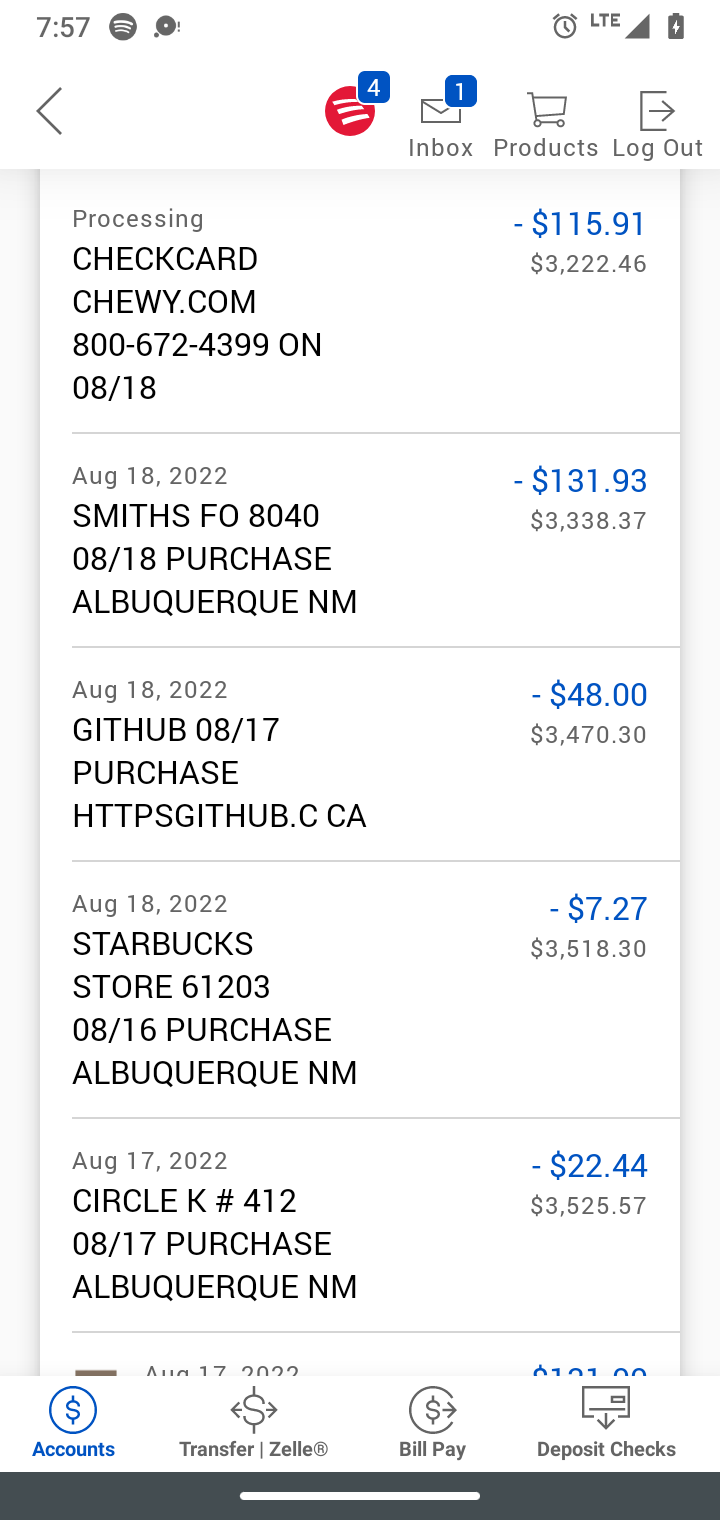 7:57
LTE
4
1
Inbox
Products
Log Out
Processing
- $115.91
CHECKCARD
$3,222.46
CHEWY.COM
800-672-4399 ON
08/18
Aug 18, 2022
- $131.93
SMITHS FO 8040
$3,338.37
08/18 PURCHASE
ALBUQUERQUE NM
Aug 18, 2022
- $48.00
GITHUB 08/17
$3,470.30
PURCHASE
HTTPSGITHUB.C CA
Aug 18, 2022
- $7.27
STARBUCKS
$3,518.30
STORE 61203
08/16 PURCHASE
ALBUQUERQUE NM
Aug 17, 2022
- $22.44
CIRCLE K # 412
$3,525.57
08/17 PURCHASE
ALBUQUERQUE NM
Aug 17, 2022
Accounts
Transfer | Zelle®
Bill Pay
Deposit Checks